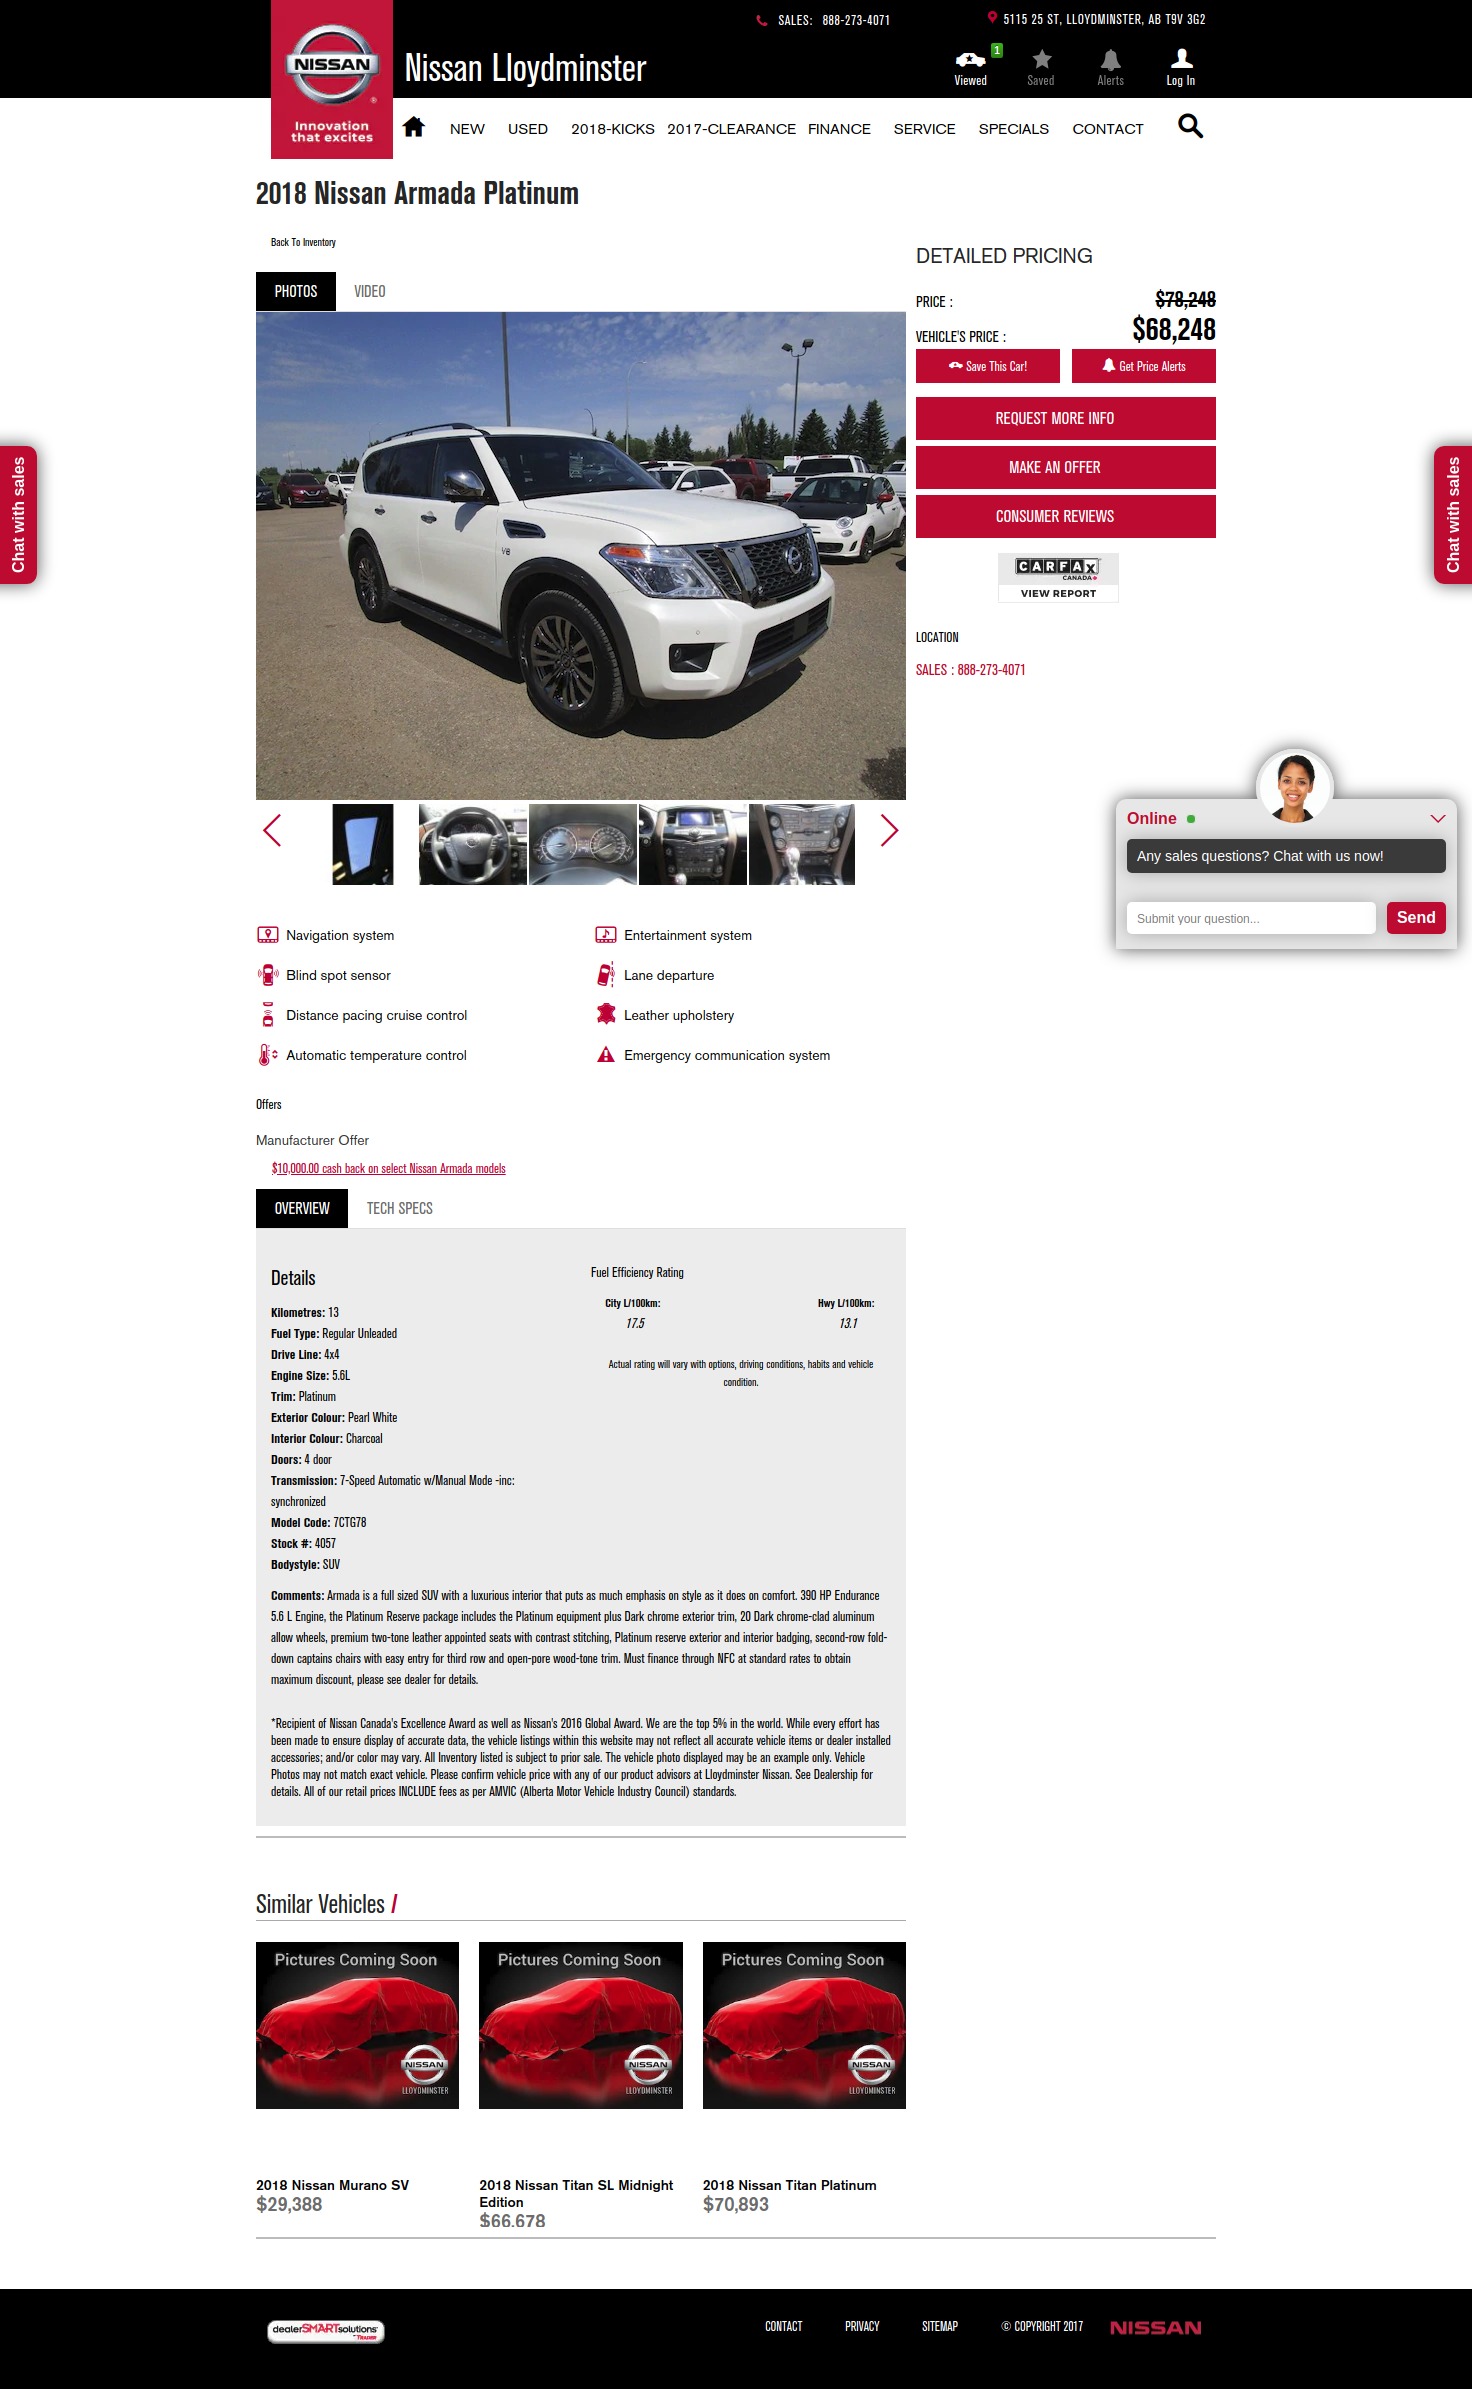 SALES: 888-273-4071
5115 25 ST, LLOYDMINSTER, AB T9V 3G2
NISSAN
Innovation
that excites
Nissan Lloydminster
1
Viewed
Saved
Alerts
Log In
NEW
USED
2018-KICKS
2017-CLEARANCE
FINANCE
SERVICE
SPECIALS
CONTACT
2018 Nissan Armada Platinum
Back To Inventory
PHOTOS
VIDEO
DETAILED PRICING
PRICE :
$78,248
VEHICLE'S PRICE :
$68,248
Save This Car!
Get Price Alerts
REQUEST MORE INFO
MAKE AN OFFER
CONSUMER REVIEWS
CARFAX
CANADA
VIEW REPORT
LOCATION
SALES : 888-273-4071
Chat with sales
Chat with sales
V8
Online
Any sales questions? Chat with us now!
Submit your question...
Send
Navigation system
Entertainment system
Blind spot sensor
Lane departure
Distance pacing cruise control
Leather upholstery
Automatic temperature control
Emergency communication system
Offers
Manufacturer Offer
$10,000.00 cash back on select Nissan Armada models
OVERVIEW
TECH SPECS
Details
Kilometres: 13
Fuel Type: Regular Unleaded
Drive Line: 4x4
Engine Size: 5.6L
Trim: Platinum
Exterior Colour: Pearl White
Interior Colour: Charcoal
Doors: 4 door
Transmission: 7-Speed Automatic w/Manual Mode -inc:
synchronized
Model Code: 7CTG78
Stock #: 4057
Bodystyle: SUV
Fuel Efficiency Rating
City L/100km:
Hwy L/100km:
17.5
13.1
Actual rating will vary with options, driving conditions, habits and vehicle
condition.
Comments: Armada is a full sized SUV with a luxurious interior that puts as much emphasis on style as it does on comfort. 390 HP Endurance
5.6 L Engine, the Platinum Reserve package includes the Platinum equipment plus Dark chrome exterior trim, 20 Dark chrome-clad aluminum
allow wheels, premium two-tone leather appointed seats with contrast stitching, Platinum reserve exterior and interior badging, second-row fold-
down captains chairs with easy entry for third row and open-pore wood-tone trim. Must finance through NFC at standard rates to obtain
maximum discount, please see dealer for details.
*Recipient of Nissan Canada's Excellence Award as well as Nissan's 2016 Global Award. We are the top 5% in the world. While every effort has
been made to ensure display of accurate data, the vehicle listings within this website may not reflect all accurate vehicle items or dealer installed
accessories; and/or color may vary. All Inventory listed is subject to prior sale. The vehicle photo displayed may be an example only. Vehicle
Photos may not match exact vehicle. Please confirm vehicle price with any of our product advisors at Lloydminster Nissan. See Dealership for
details. All of our retail prices INCLUDE fees as per AMVIC (Alberta Motor Vehicle Industry Council) standards.
Similar Vehicles /
Pictures Coming Soon
NISSAN
LLOYDMINSTER
Pictures Coming Soon
NISSAN
LLOYDMINSTER
Pictures Coming Soon
NISSAN
LLOYDMINSTER
2018 Nissan Murano SV
$29,388
2018 Nissan Titan SL Midnight
Edition
$66,678
2018 Nissan Titan Platinum
$70,893
dealerSMARTsolutions
by TRADER
CONTACT
PRIVACY
SITEMAP
© COPYRIGHT 2017
NISSAN